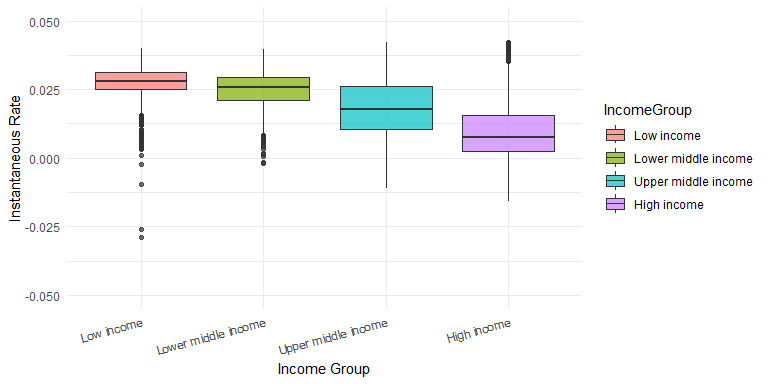 Instantaneous Rate
0.050
0.025
0.000
-0.025
-0.050
Low income
Lower middle income
Upper middle income
High income
Income Group
IncomeGroup
Low income
Lower middle income
Upper middle income
High income